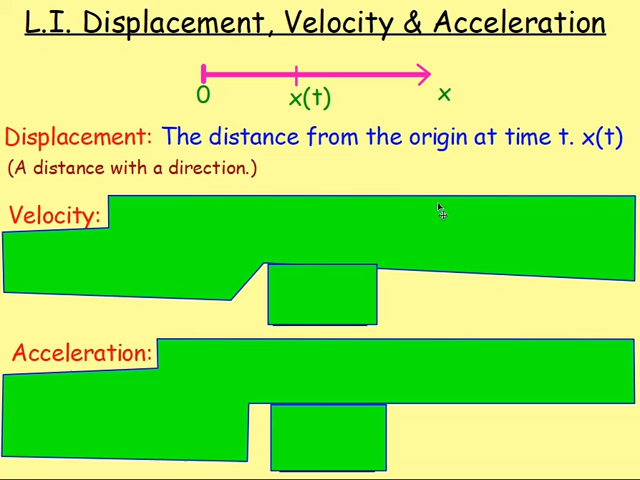 L.I. Displacement, Velocity & Acceleration
0 x(t) x
Displacement: The distance from the origin at time t. x(t)
(A distance with a direction.)
Velocity:
Acceleration: